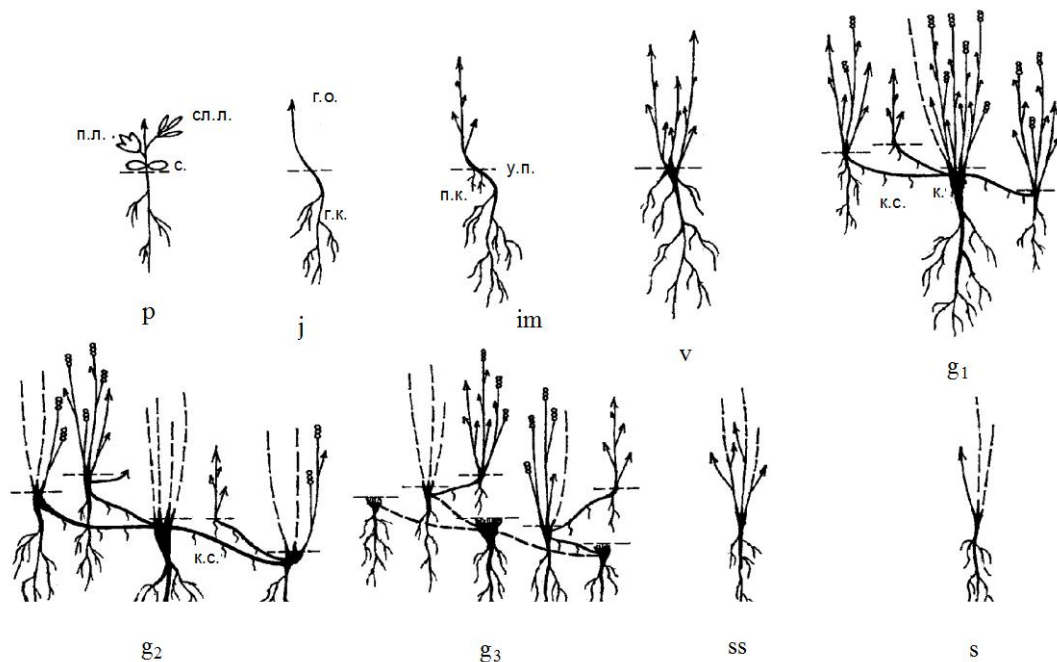 п.л.
сл.л.
с.
p
г.о.
г.к.
j
у.п.
п.к.
im
v
к.с.
к.
g1
к.с.
g2
g3
ss
s